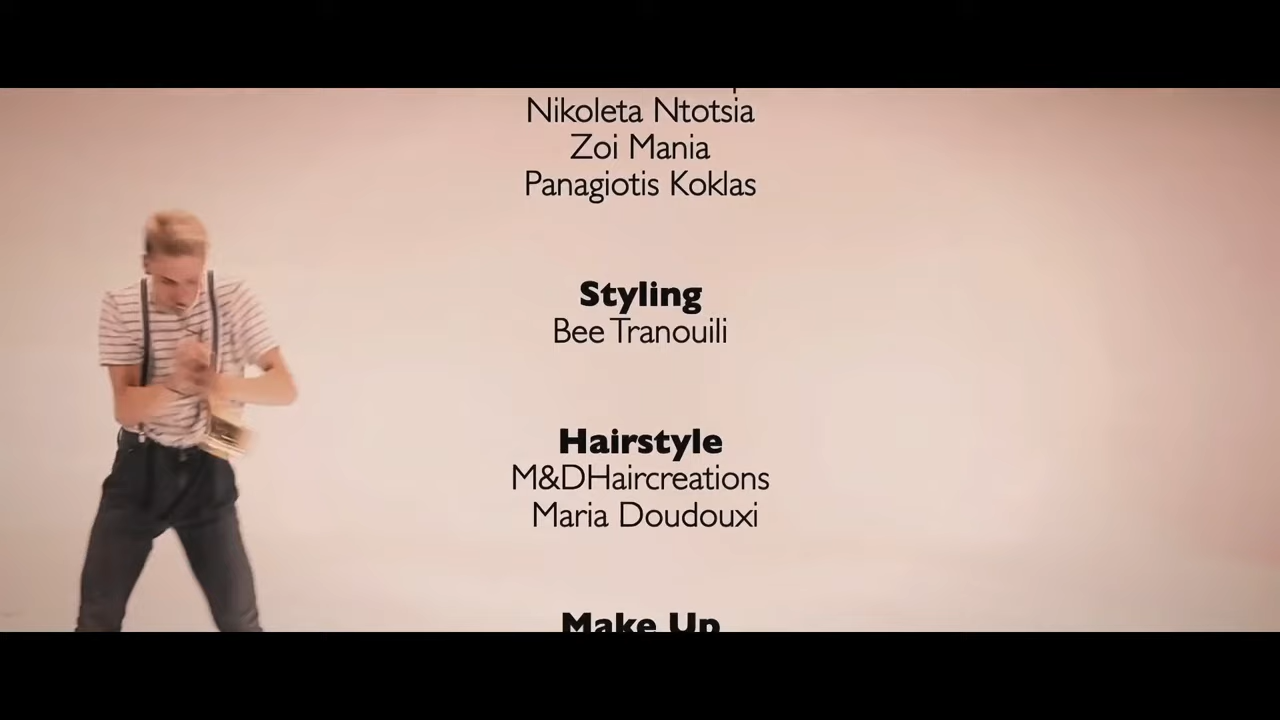 Nikoleta Ntotsia
Zoi Mania
Panagiotis Koklas
Styling
Bee Tranouili
Hairstyle
M&DHaircreations
Maria Doudouxi
Make Up